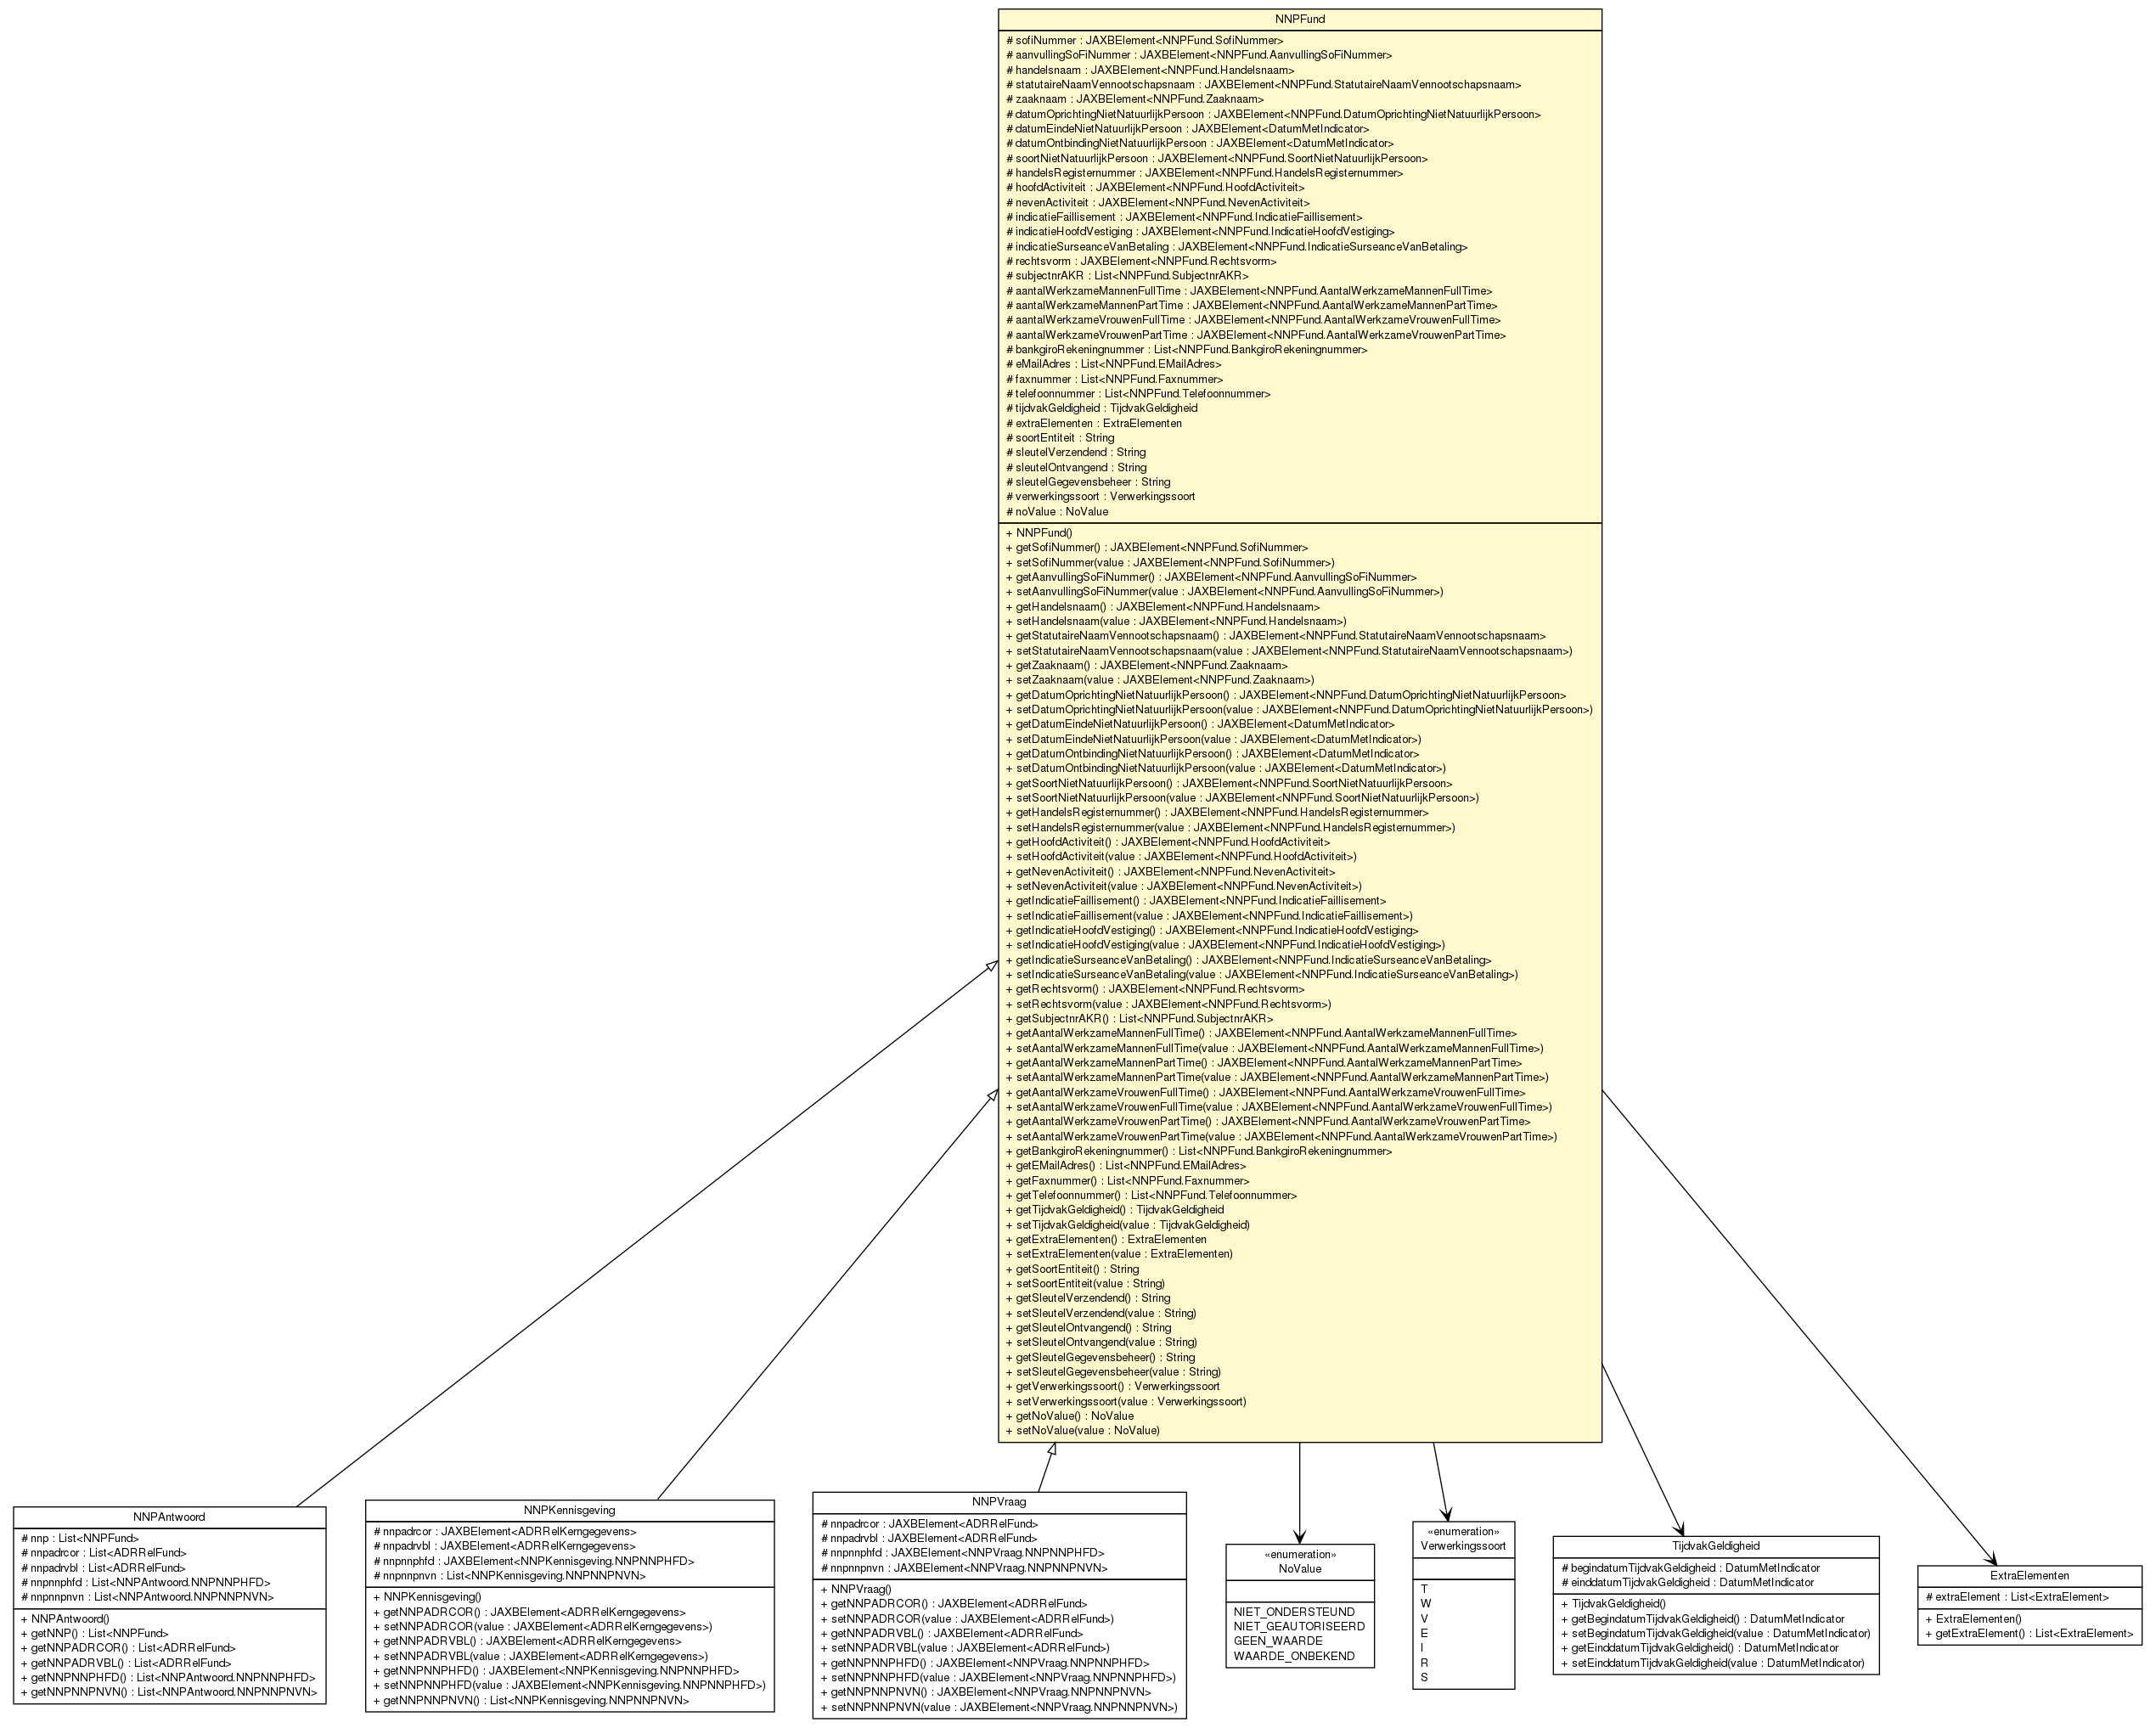 NNPFund
# sofiNummer : JAXBElement<NNPFund.SofiNummer>
# aanvullingSoFiNummer : JAXBElement<NNPFund.AanvullingSoFiNummer>
# handelsnaam : JAXBElement<NNPFund.Handelsnaam>
# statutaireNaamVennootschapsnaam : JAXBElement<NNPFund.StatutaireNaamVennootschapsnaam>
# zaaknaam : JAXBElement<NNPFund.Zaaknaam>
# datumOprichtingNietNatuurlijkPersoon : JAXBElement<NNPFund.DatumOprichtingNietNatuurlijkPersoon>
# datumEindeNietNatuurlijkPersoon : JAXBElement<DatumMetIndicator>
# datumOntbindingNietNatuurlijkPersoon : JAXBElement<DatumMetIndicator>
# soortNietNatuurlijkPersoon : JAXBElement<NNPFund.SoortNietNatuurlijkPersoon>
# handelsRegisternummer : JAXBElement<NNPFund.HandelsRegisternummer>
# hoofdActiviteit : JAXBElement<NNPFund.HoofdActiviteit>
# nevenActiviteit : JAXBElement<NNPFund.NevenActiviteit>
# indicatieFaillisement : JAXBElement<NNPFund.IndicatieFaillisement>
# indicatieHoofdVestiging : JAXBElement<NNPFund.IndicatieHoofdVestiging>
# indicatieSurseanceVanBetaling : JAXBElement<NNPFund.IndicatieSurseanceVanBetaling>
# rechtsvorm : JAXBElement<NNPFund.Rechtsvorm>
# subjectnrAKR : List<NNPFund.SubjectnrAKR>
# aantalWerkzameMannenFullTime : JAXBElement<NNPFund.AantalWerkzameMannenFullTime>
# aantalWerkzameMannenPartTime : JAXBElement<NNPFund.AantalWerkzameMannenPartTime>
# aantalWerkzameVrouwenFullTime : JAXBElement<NNPFund.AantalWerkzameVrouwenFullTime>
# aantalWerkzameVrouwenPartTime : JAXBElement<NNPFund.AantalWerkzameVrouwenPartTime>
# bankgiroRekeningnummer : List<NNPFund.BankgiroRekeningnummer>
# eMailAdres : List<NNPFund.EMailAdres>
# faxnummer : List<NNPFund.Faxnummer>
# telefoonnummer : List<NNPFund.Telefoonnummer>
# tijdvakGeldigheid : TijdvakGeldigheid
# extraElementen : ExtraElementen
# soortEntiteit : String
# sleutelVerzendend : String
# sleutelOntvangend : String
# sleutelGegevensbeheer : String
# verwerkingssoort : Verwerkingssoort
# noValue : NoValue
+ NNPFund()
+ getSofiNummer() : JAXBElement<NNPFund.SofiNummer>
+ setSofiNummer(value : JAXBElement<NNPFund.SofiNummer>)
+ getAanvullingSoFiNummer() : JAXBElement<NNPFund.AanvullingSoFiNummer>
+ setAanvullingSoFiNummer(value : JAXBElement<NNPFund.AanvullingSoFiNummer>)
+ getHandelsnaam() : JAXBElement<NNPFund.Handelsnaam>
+ setHandelsnaam(value : JAXBElement<NNPFund.Handelsnaam>)
+ getStatutaireNaamVennootschapsnaam() : JAXBElement<NNPFund.StatutaireNaamVennootschapsnaam>
+ setStatutaireNaamVennootschapsnaam(value : JAXBElement<NNPFund.StatutaireNaamVennootschapsnaam>)
+ getZaaknaam() : JAXBElement<NNPFund.Zaaknaam>
+ setZaaknaam(value : JAXBElement<NNPFund.Zaaknaam>)
+ getDatumOprichtingNietNatuurlijkPersoon() : JAXBElement<NNPFund.DatumOprichtingNietNatuurlijkPersoon>
+ setDatumOprichtingNietNatuurlijkPersoon(value : JAXBElement<NNPFund.DatumOprichtingNietNatuurlijkPersoon>)
+ getDatumEindeNietNatuurlijkPersoon() : JAXBElement<DatumMetIndicator>
+ setDatumEindeNietNatuurlijkPersoon(value : JAXBElement<DatumMetIndicator>)
+ getDatumOntbindingNietNatuurlijkPersoon() : JAXBElement<DatumMetIndicator>
+ setDatumOntbindingNietNatuurlijkPersoon(value : JAXBElement<DatumMetIndicator>)
+ getSoortNietNatuurlijkPersoon() : JAXBElement<NNPFund.SoortNietNatuurlijkPersoon>
+ setSoortNietNatuurlijkPersoon(value : JAXBElement<NNPFund.SoortNietNatuurlijkPersoon>)
+ getHandelsRegisternummer() : JAXBElement<NNPFund.HandelsRegisternummer>
+ setHandelsRegisternummer(value : JAXBElement<NNPFund.HandelsRegisternummer>)
+ getHoofdActiviteit() : JAXBElement<NNPFund.HoofdActiviteit>
+ setHoofdActiviteit(value : JAXBElement<NNPFund.HoofdActiviteit>)
+ getNevenActiviteit() : JAXBElement<NNPFund.NevenActiviteit>
+ setNevenActiviteit(value : JAXBElement<NNPFund.NevenActiviteit>)
+ getIndicatieFaillisement() : JAXBElement<NNPFund.IndicatieFaillisement>
+ setIndicatieFaillisement(value : JAXBElement<NNPFund.IndicatieFaillisement>)
+ getIndicatieHoofdVestiging() : JAXBElement<NNPFund.IndicatieHoofdVestiging>
+ setIndicatieHoofdVestiging(value : JAXBElement<NNPFund.IndicatieHoofdVestiging>)
+ getIndicatieSurseanceVanBetaling() : JAXBElement<NNPFund.IndicatieSurseanceVanBetaling>
+ setIndicatieSurseanceVanBetaling(value : JAXBElement<NNPFund.IndicatieSurseanceVanBetaling>)
+ getRechtsvorm() : JAXBElement<NNPFund.Rechtsvorm>
+ setRechtsvorm(value : JAXBElement<NNPFund.Rechtsvorm>)
+ getSubjectnrAKR() : List<NNPFund.SubjectnrAKR>
+ getAantalWerkzameMannenFullTime() : JAXBElement<NNPFund.AantalWerkzameMannenFullTime>
+ setAantalWerkzameMannenFullTime(value : JAXBElement<NNPFund.AantalWerkzameMannenFullTime>)
+ getAantalWerkzameMannenPartTime() : JAXBElement<NNPFund.AantalWerkzameMannenPartTime>
+ setAantalWerkzameMannenPartTime(value : JAXBElement<NNPFund.AantalWerkzameMannenPartTime>)
+ getAantalWerkzameVrouwenFullTime() : JAXBElement<NNPFund.AantalWerkzameVrouwenFullTime>
+ setAantalWerkzameVrouwenFullTime(value : JAXBElement<NNPFund.AantalWerkzameVrouwenFullTime>)
+ getAantalWerkzameVrouwenPartTime() : JAXBElement<NNPFund.AantalWerkzameVrouwenPartTime>
+ setAantalWerkzameVrouwenPartTime(value : JAXBElement<NNPFund.AantalWerkzameVrouwenPartTime>)
+ getBankgiroRekeningnummer() : List<NNPFund.BankgiroRekeningnummer>
+ getEMailAdres() : List<NNPFund.EMailAdres>
+ getFaxnummer() : List<NNPFund.Faxnummer>
+ getTelefoonnummer() : List<NNPFund.Telefoonnummer>
+ getTijdvakGeldigheid() : TijdvakGeldigheid
+ setTijdvakGeldigheid(value : TijdvakGeldigheid)
+ getExtraElementen() : ExtraElementen
+ setExtraElementen(value : ExtraElementen)
+ getSoortEntiteit() : String
+ setSoortEntiteit(value : String)
+ getSleutelVerzendend() : String
+ setSleutelVerzendend(value : String)
+ getSleutelOntvangend() : String
+ setSleutelOntvangend(value : String)
+ getSleutelGegevensbeheer() : String
+ setSleutelGegevensbeheer(value : String)
+ getVerwerkingssoort() : Verwerkingssoort
+ setVerwerkingssoort(value : Verwerkingssoort)
+ getNoValue() : NoValue
+ setNoValue(value : NoValue)
NNPAntwoord
# nnp : List<NNPFund>
# nnpadrcor : List<ADRRelFund>
# nnpadrvbl : List<ADRRelFund>
# nnpnnphfd : List<NNPAntwoord.NNPNNPHFD>
# nnpnnpnvn : List<NNPAntwoord.NNPNNPNVN>
+ NNPAntwoord()
+ getNNP() : List<NNPFund>
+ getNNPADRCOR() : List<ADRRelFund>
+ getNNPADRVBL() : List<ADRRelFund>
+ getNNPNNPHFD() : List<NNPAntwoord.NNPNNPHFD>
+ getNNPNNPNVN() : List<NNPAntwoord.NNPNNPNVN>
NNPKennisgeving
# nnpadrcor : JAXBElement<ADRRelKerngegevens>
# nnpadrvbl : JAXBElement<ADRRelKerngegevens>
# nnpnnphfd : JAXBElement<NNPKennisgeving.NNPNNPHFD>
# nnpnnpnvn : List<NNPKennisgeving.NNPNNPNVN>
+ NNPKennisgeving()
+ getNNPADRCOR() : JAXBElement<ADRRelKerngegevens>
+ setNNPADRCOR(value : JAXBElement<ADRRelKerngegevens>)
+ getNNPADRVBL() : JAXBElement<ADRRelKerngegevens>
+ setNNPADRVBL(value : JAXBElement<ADRRelKerngegevens>)
+ getNNPNNPHFD() : JAXBElement<NNPKennisgeving.NNPNNPHFD>
+ setNNPNNPHFD(value : JAXBElement<NNPKennisgeving.NNPNNPHFD>)
+ getNNPNNPNVN() : List<NNPKennisgeving.NNPNNPNVN>
NNPVraag
# nnpadrcor : JAXBElement<ADRRelFund>
# nnpadrvbl : JAXBElement<ADRRelFund>
# nnpnnphfd : JAXBElement<NNPVraag.NNPNNPHFD>
# nnpnnpnvn : JAXBElement<NNPVraag.NNPNNPNVN>
+ NNPVraag()
+ getNNPADRCOR() : JAXBElement<ADRRelFund>
+ setNNPADRCOR(value : JAXBElement<ADRRelFund>)
+ getNNPADRVBL() : JAXBElement<ADRRelFund>
+ setNNPADRVBL(value : JAXBElement<ADRRelFund>)
+ getNNPNNPHFD() : JAXBElement<NNPVraag.NNPNNPHFD>
+ setNNPNNPHFD(value : JAXBElement<NNPVraag.NNPNNPHFD>)
+ getNNPNNPNVN() : JAXBElement<NNPVraag.NNPNNPNVN>
+ setNNPNNPNVN(value : JAXBElement<NNPVraag.NNPNNPNVN>)
«enumeration»
NoValue
NIET_ONDERSTEUND
NIET_GEAUTORISEERD
GEEN_WAARDE
WAARDE_ONBEKEND
«enumeration»
Verwerkingssoort
T
W
V
E
I
R
S
TijdvakGeldigheid
# begindatumTijdvakGeldigheid : DatumMetIndicator
# einddatumTijdvakGeldigheid : DatumMetIndicator
+ TijdvakGeldigheid()
+ getBegindatumTijdvakGeldigheid() : DatumMetIndicator
+ setBegindatumTijdvakGeldigheid(value : DatumMetIndicator)
+ getEinddatumTijdvakGeldigheid() : DatumMetIndicator
+ setEinddatumTijdvakGeldigheid(value : DatumMetIndicator)
ExtraElementen
# extraElement : List<ExtraElement>
+ ExtraElementen()
+ getExtraElement() : List<ExtraElement>